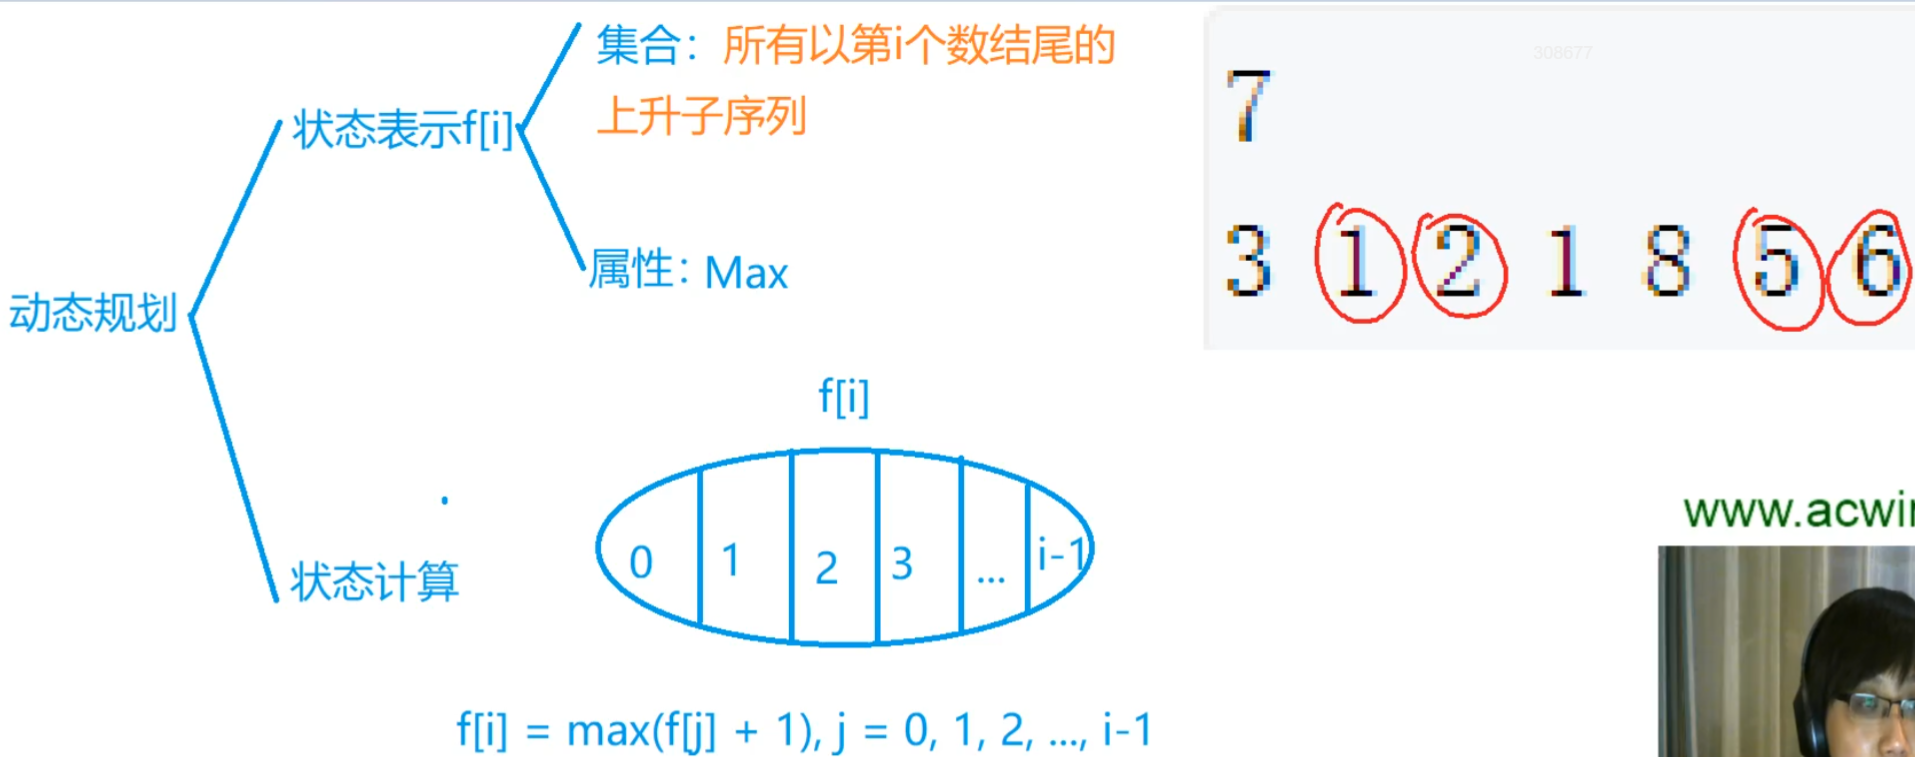 动态规划
状态表示f[i]
集合：所有以第i个数结尾的
上升子序列
属性：Max
状态计算
f[i]
0 1 2 3 ... i-1
f[i] = max(f[j] + 1), j = 0, 1, 2, ..., i-1
308677
7
3 1 2 1 8 5 6
www.acwi